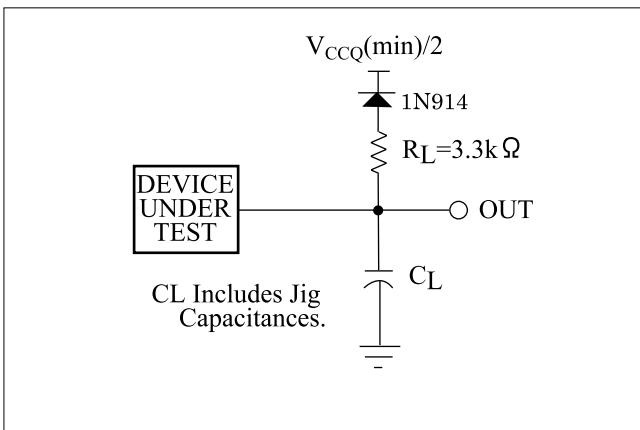 VCCQ(min)/2
1N914
RL=3.3kΩ
DEVICE
UNDER
TEST
OUT
CL
CL Includes Jig
Capacitances.